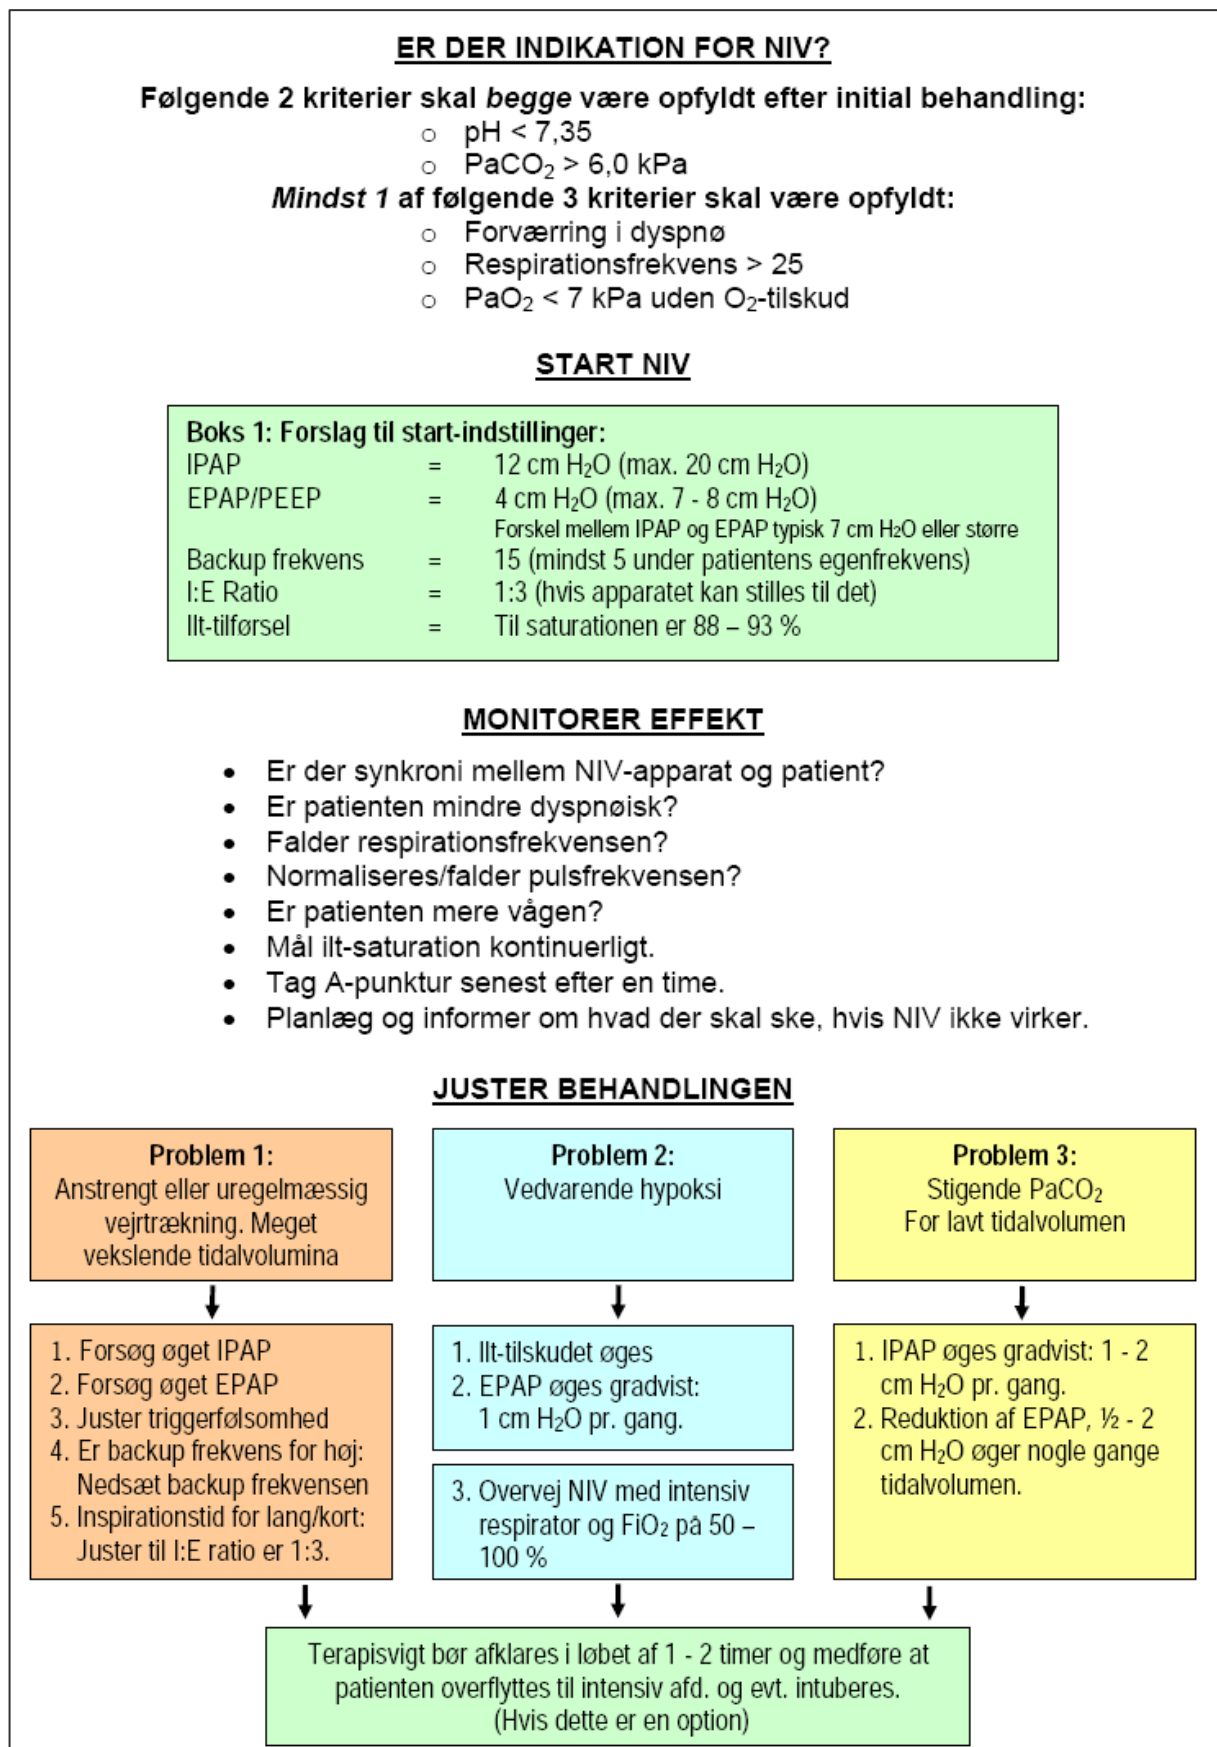 ER DER INDIKATION FOR NIV?
Følgende 2 kriterier skal begge være opfyldt efter initial behandling:
o pH < 7,35
o PaCO₂ > 6,0 kPa
Mindst 1 af følgende 3 kriterier skal være opfyldt:
o Forværring i dyspnø
o Respirationsfrekvens > 25
o PaO₂ < 7 kPa uden O₂-tilskud
START NIV
Boks 1: Forslag til start-indstillinger:
IPAP = 12 cm H₂O (max. 20 cm H₂O)
EPAP/PEEP = 4 cm H₂O (max. 7 - 8 cm H₂O)
Forskel mellem IPAP og EPAP typisk 7 cm H₂O eller større
Backup frekvens = 15 (mindst 5 under patientens egenfrekvens)
I:E Ratio = 1:3 (hvis apparatet kan stilles til det)
Ilt-tilførsel = Til saturationen er 88 – 93 %
MONITORER EFFEKT
• Er der synkroni mellem NIV-apparat og patient?
• Er patienten mindre dyspnøisk?
• Falder respirationsfrekvensen?
• Normaliseres/falder pulsfrekvensen?
• Er patienten mere vågen?
• Mål ilt-saturation kontinuerligt.
• Tag A-punktur senest efter en time.
• Planlæg og informer om hvad der skal ske, hvis NIV ikke virker.
JUSTER BEHANDLINGEN
Problem 1:
Anstrengt eller uregelmæssig
vejrtrækning. Meget
vekslende tidalvolumina
1. Forsøg øget IPAP
2. Forsøg øget EPAP
3. Juster triggerfølsomhed
4. Er backup frekvens for høj:
Nedsæt backup frekvensen
5. Inspirationstid for lang/kort:
Juster til I:E ratio er 1:3.
Problem 2:
Vedvarende hypoksi
1. Ilt-tilskudet øges
2. EPAP øges gradvist:
1 cm H₂O pr. gang.
3. Overvej NIV med intensiv
respirator og FiO₂ på 50 –
100 %
Problem 3:
Stigende PaCO₂
For lavt tidalvolumen
1. IPAP øges gradvist: 1 - 2
cm H₂O pr. gang.
2. Reduktion af EPAP, ½ - 2
cm H₂O øger nogle gange
tidalvolumen.
Terapisvigt bør afklares i løbet af 1 - 2 timer og medføre at
patienten overflyttes til intensiv afd. og evt. intuberes.
(Hvis dette er en option)